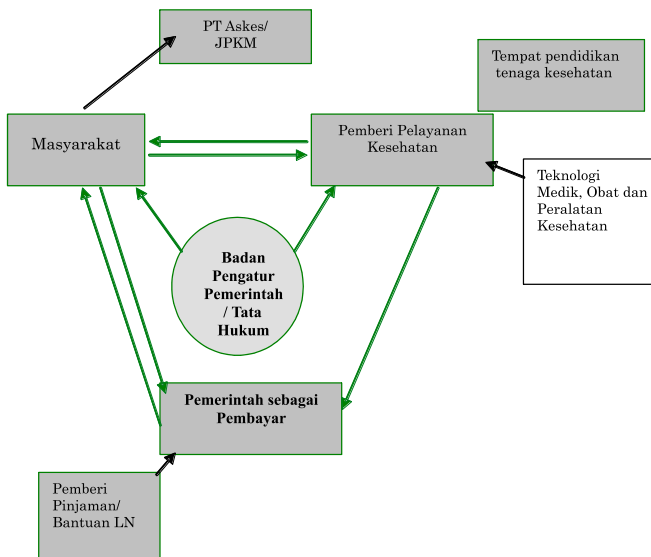 PT Askes/
JPKM
Tempat pendidikan
tenaga kesehatan
Masyarakat
Pemberi Pelayanan
Kesehatan
Teknologi
Medik, Obat dan
Peralatan
Kesehatan
Badan
Pengatur
Pemerintah
/ Tata
Hukum
Pemerintah sebagai
Pembayar
Pemberi
Pinjaman/
Bantuan LN